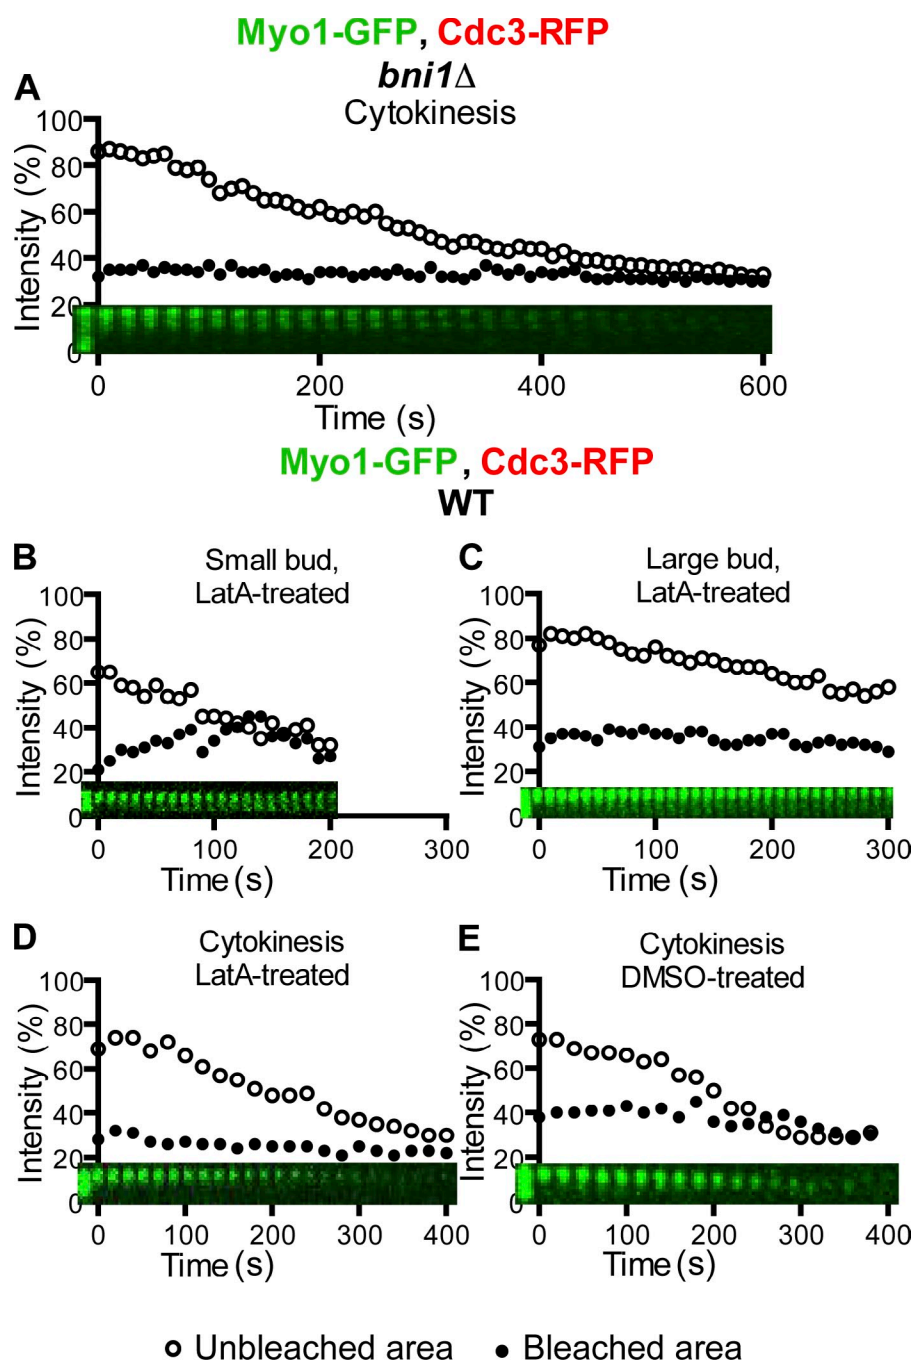 Myo1-GFP, Cdc3-RFP
bni1Δ
A
Cytokinesis
100
80
60
40
20
0
Intensity (%)
0 200 400 600
Time (s)
Myo1-GFP, Cdc3-RFP
WT
B
Small bud,
LatA-treated
100
80
60
40
20
0
Intensity (%)
0 100 200 300
Time (s)
C
Large bud,
LatA-treated
100
80
60
40
20
0
Intensity (%)
0 100 200 300
Time (s)
D
Cytokinesis
LatA-treated
100
80
60
40
20
0
Intensity (%)
0 100 200 300 400
Time (s)
E
Cytokinesis
DMSO-treated
100
80
60
40
20
0
Intensity (%)
0 100 200 300 400
Time (s)
Unbleached area
Bleached area